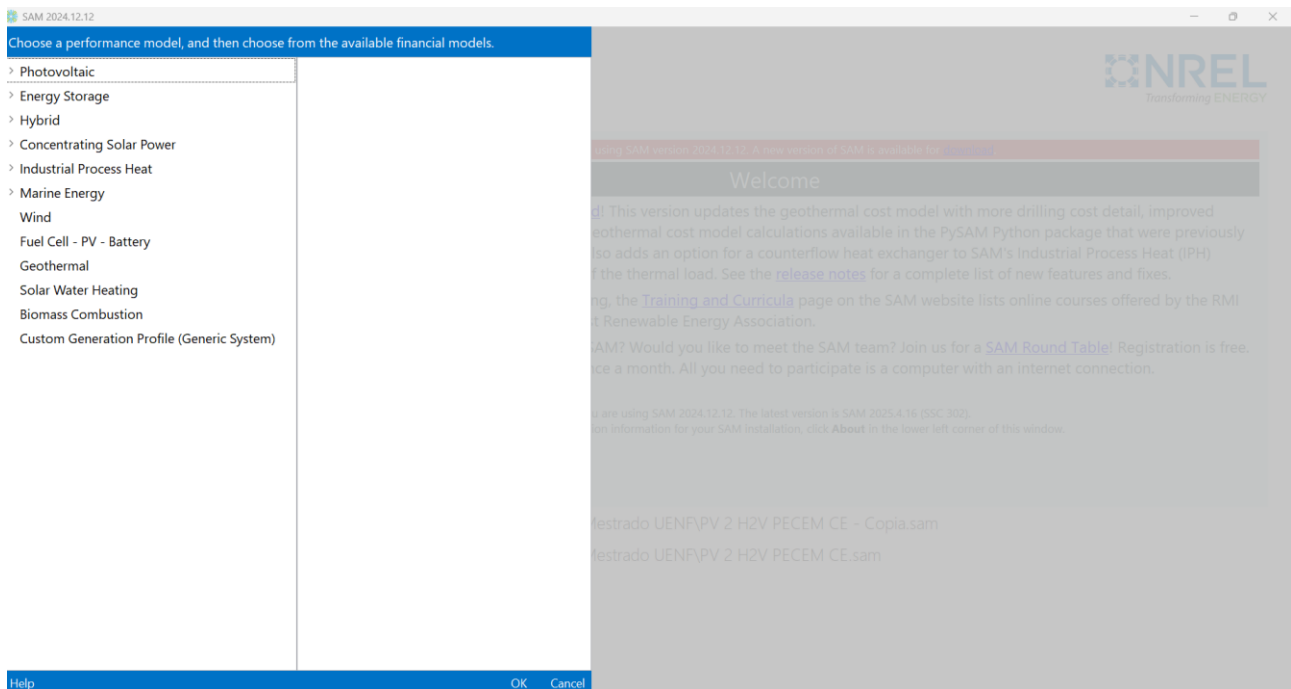 SAM 2024.12.12
Choose a performance model, and then choose from the available financial models.
> Photovoltaic
> Energy Storage
> Hybrid
> Concentrating Solar Power
> Industrial Process Heat
> Marine Energy
Wind
Fuel Cell - PV - Battery
Geothermal
Solar Water Heating
Biomass Combustion
Custom Generation Profile (Generic System)
Help
OK
Cancel
NREL
Transforming ENERGY
using SAM version 2024.12.12. A new version of SAM is available for
Welcome
d! This version updates the geothermal cost model with more drilling cost detail, improved
eothermal cost model calculations available in the PySAM Python package that were previously
lso adds an option for a counterflow heat exchanger to SAM's Industrial Process Heat (IPH)
f the thermal load. See the release notes for a complete list of new features and fixes.
ng, the Training and Curricula page on the SAM website lists online courses offered by the RMI
st Renewable Energy Association.
SAM? Would you like to meet the SAM team? Join us for a SAM Round Table! Registration is free.
nce a month. All you need to participate is a computer with an internet connection.
u are using SAM 2024.12.12. The latest version is SAM 2025.4.16 (SSC 302).
ion information for your SAM installation, click About in the lower left corner of this window.
Mestrado UENF\PV 2 H2V PECEM CE - Copia.sam
Mestrado UENF\PV 2 H2V PECEM CE.sam